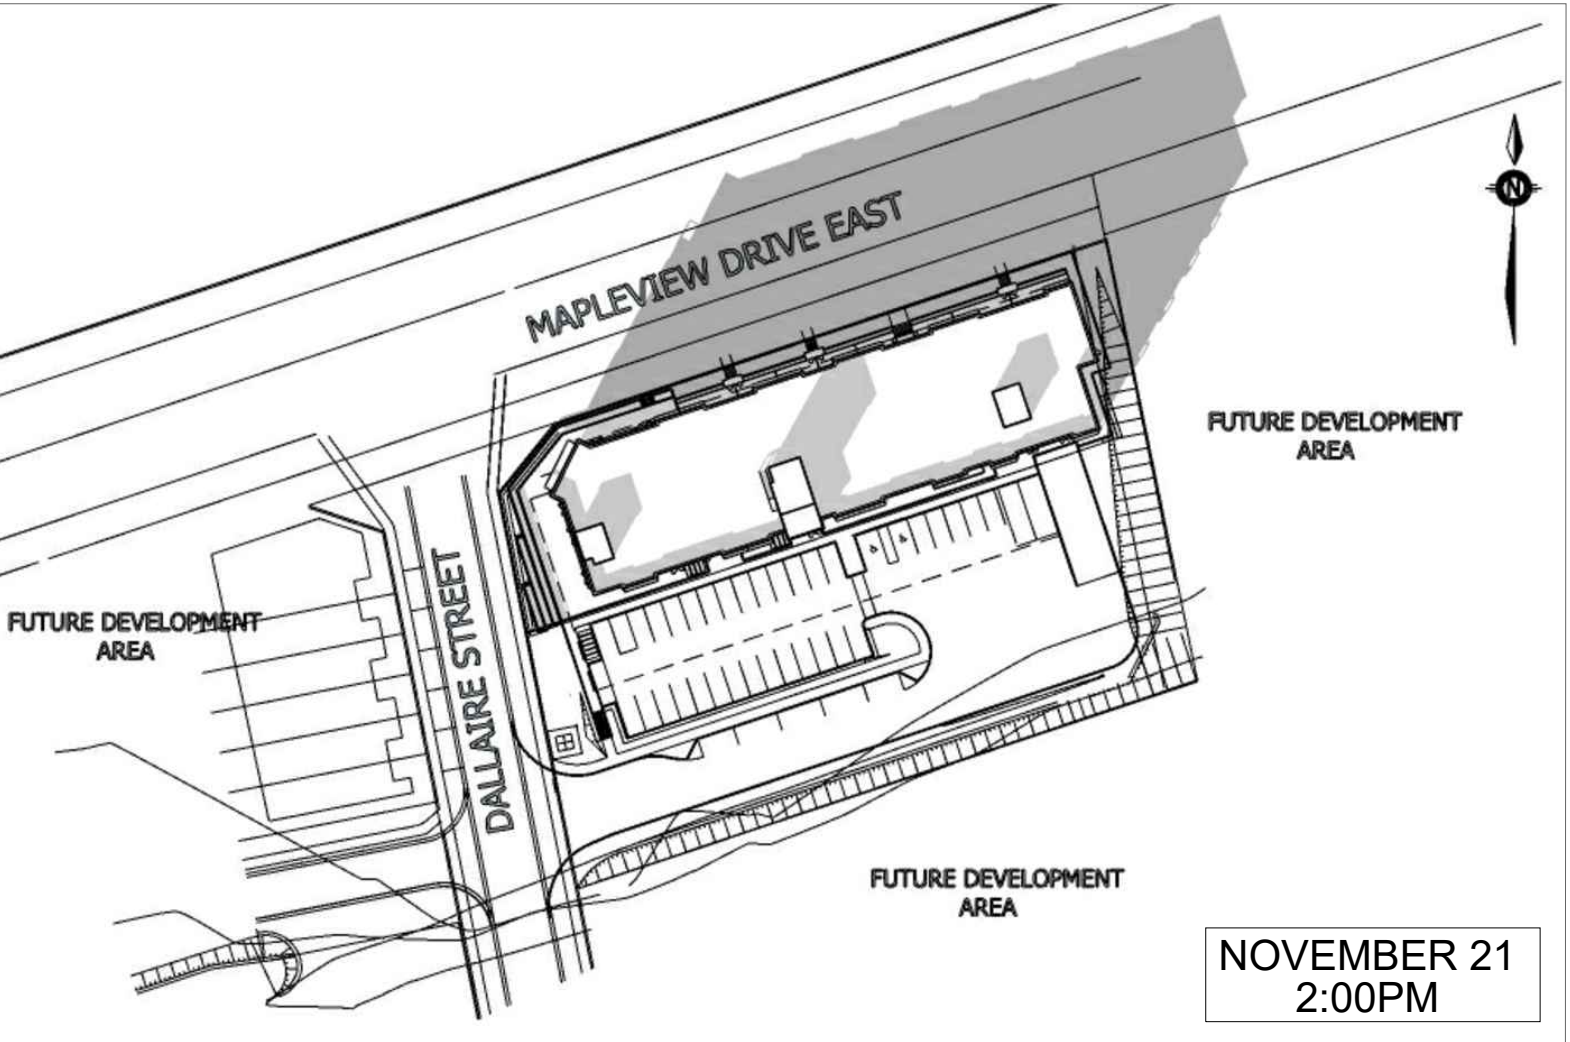 MAPLEVIEW DRIVE EAST
N
FUTURE DEVELOPMENT
AREA
FUTURE DEVELOPMENT
AREA
DALLAIRE STREET
FUTURE DEVELOPMENT
AREA
NOVEMBER 21
2:00PM